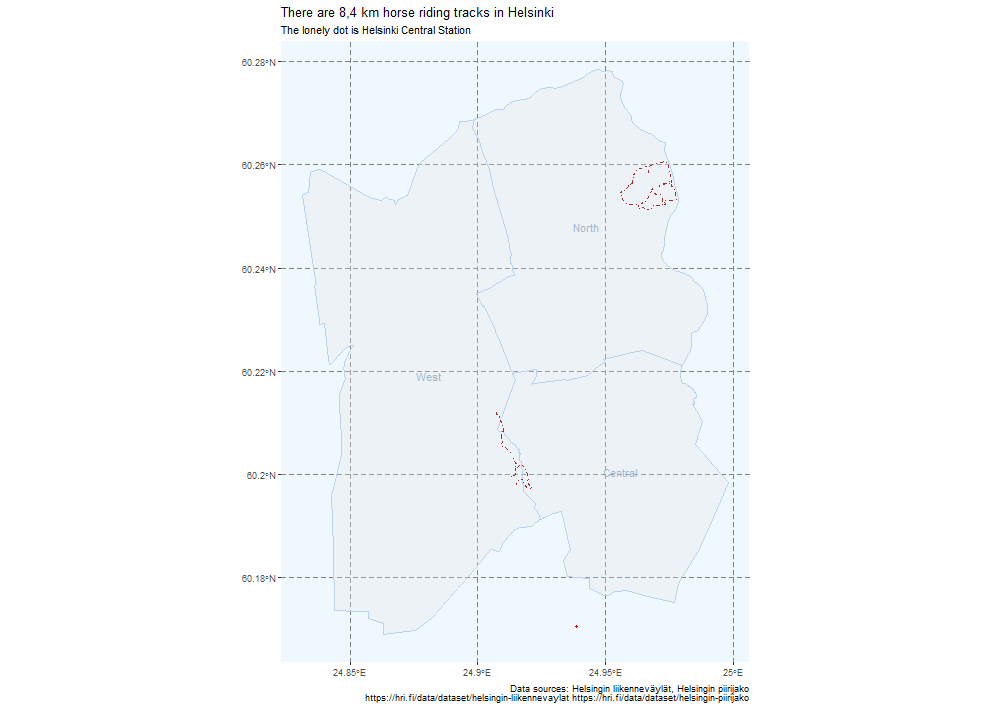 There are 8,4 km horse riding tracks in Helsinki
The lonely dot is Helsinki Central Station
60.28°N
60.26°N
North
60.24°N
60.22°N
West
60.2°N
Central
60.18°N
24.85°E
24.9°E
24.95°E
25°E
Data sources: Helsingin liikenneväylät, Helsingin piirijako
https://hri.fi/data/dataset/helsingin-liikennevaylat https://hri.fi/data/dataset/helsingin-piirijako